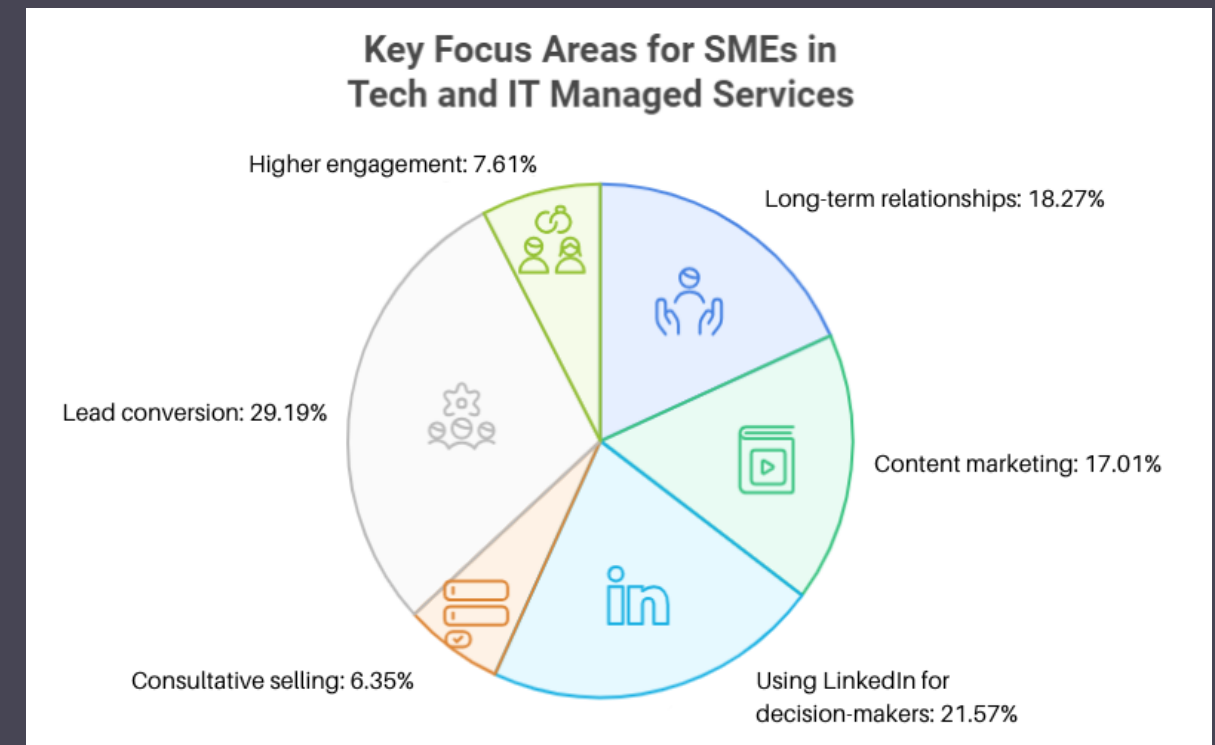 Key Focus Areas for SMEs in
Tech and IT Managed Services
Higher engagement: 7.61%
Long-term relationships: 18.27%
Lead conversion: 29.19%
Content marketing: 17.01%
in
Consultative selling: 6.35%
Using LinkedIn for
decision-makers: 21.57%